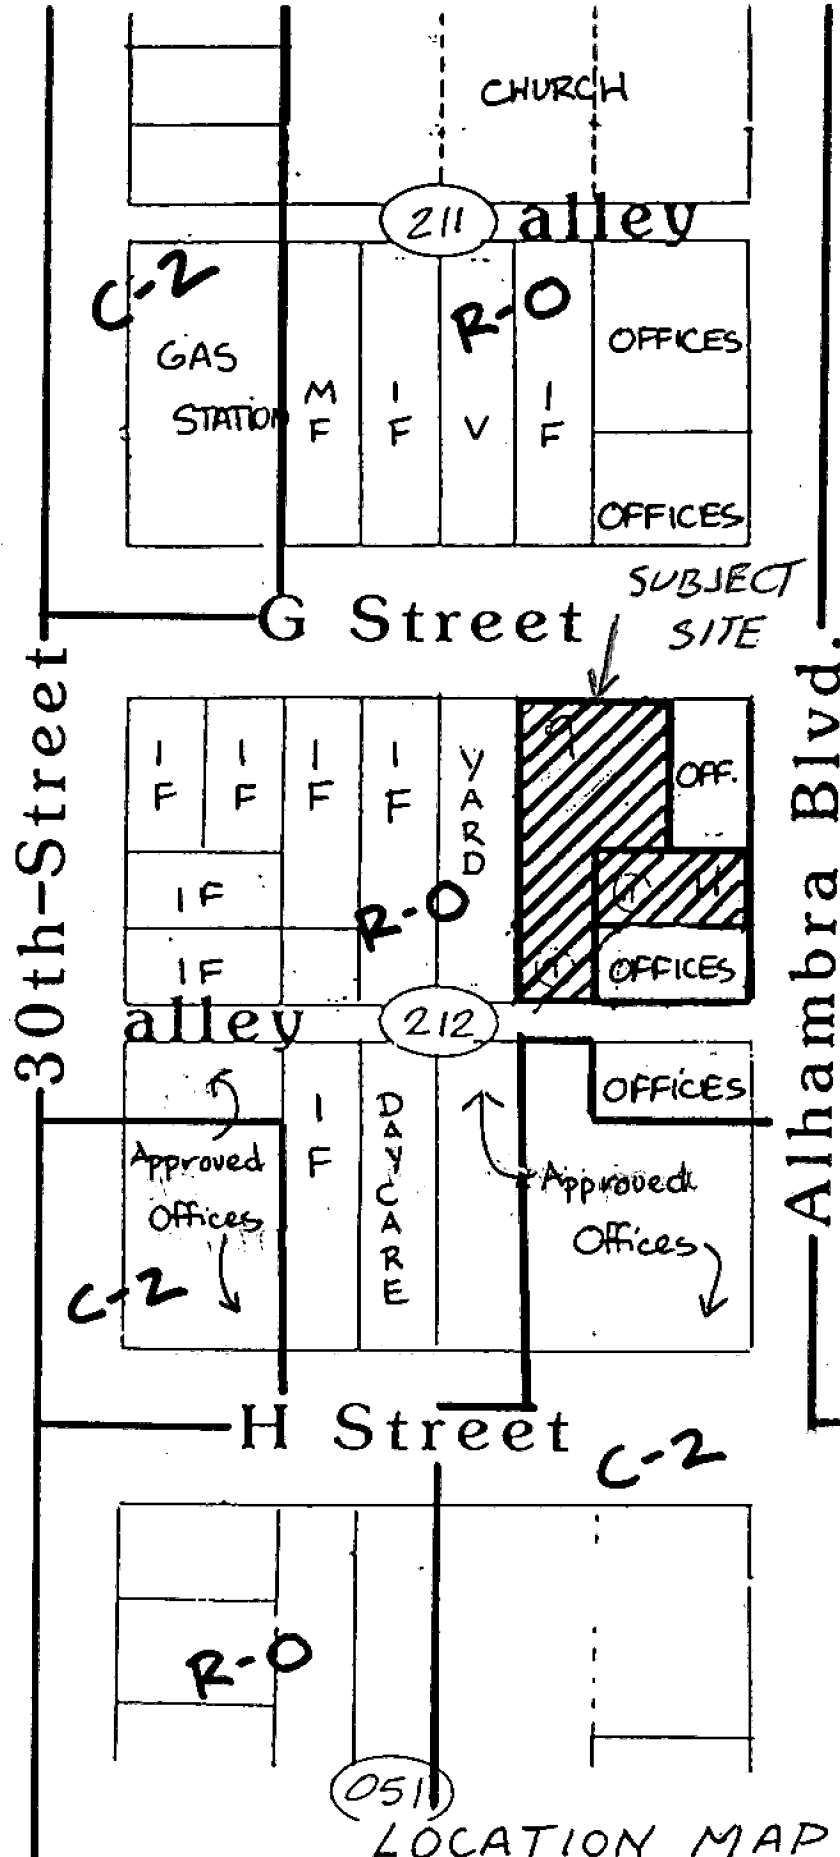 CHURCH
211
alley
C-2
R-O
GAS
STATION
M
F
1
F
V
1
F
OFFICES
OFFICES
SUBJECT
SITE
G Street
30th-Street
Alhambra Blvd.
1
F
1
F
1
F
1
F
YARD
OFF.
1F
R-O
1F
OFFICES
alley
212
OFFICES
Approved
Offices
1
F
DAYCARE
Approved
Offices
C-2
H Street
C-2
R-O
051
LOCATION MAP